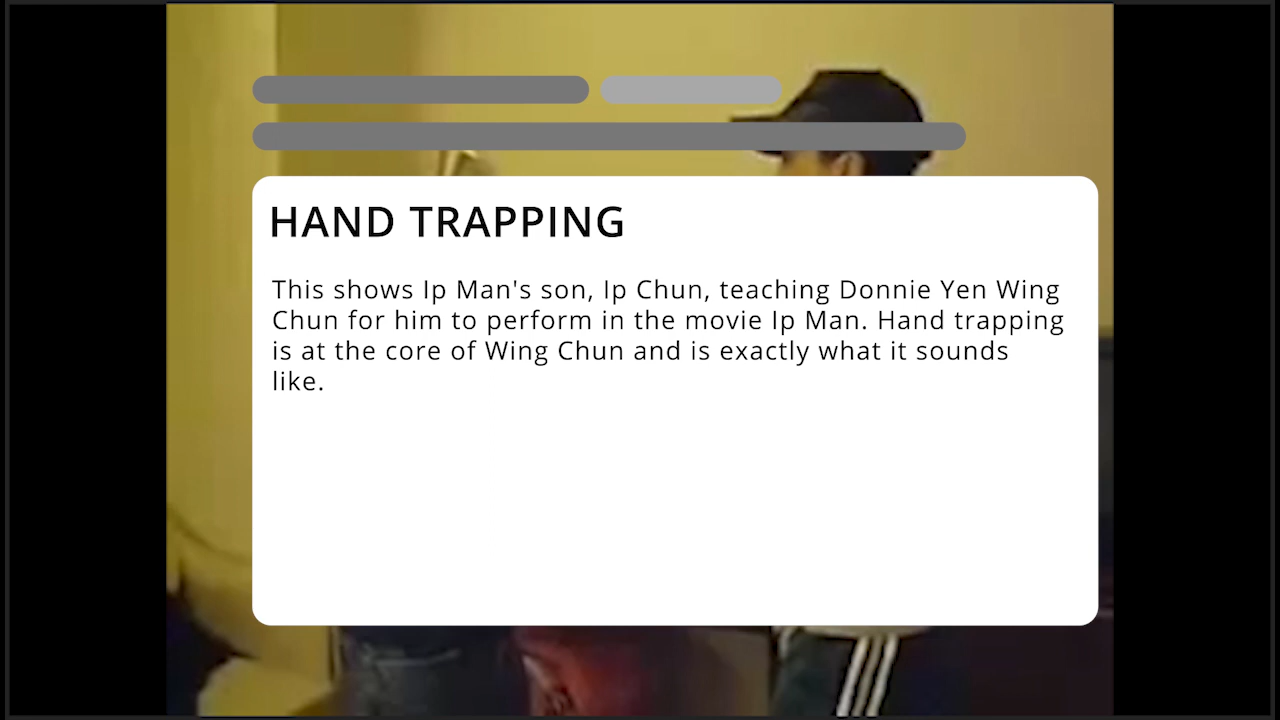 HAND TRAPPING
This shows Ip Man's son, Ip Chun, teaching Donnie Yen Wing
Chun for him to perform in the movie Ip Man. Hand trapping
is at the core of Wing Chun and is exactly what it sounds
like.